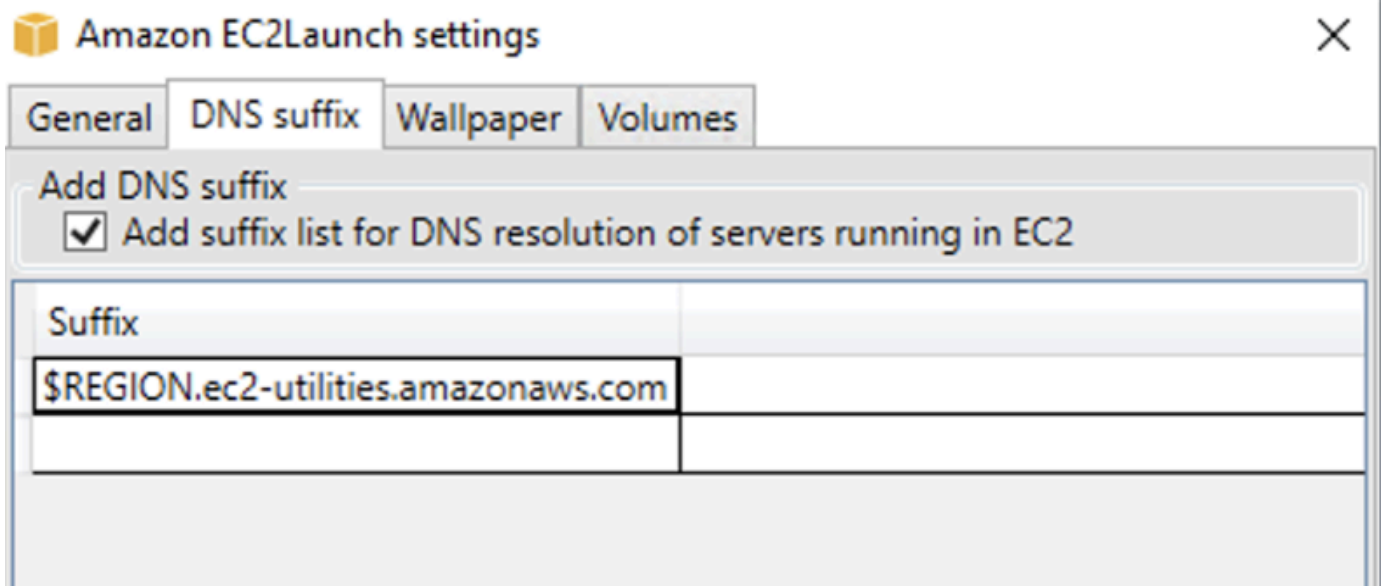 Amazon EC2Launch settings
General DNS suffix Wallpaper Volumes
Add DNS suffix
Add suffix list for DNS resolution of servers running in EC2
Suffix
$REGION.ec2-utilities.amazonaws.com